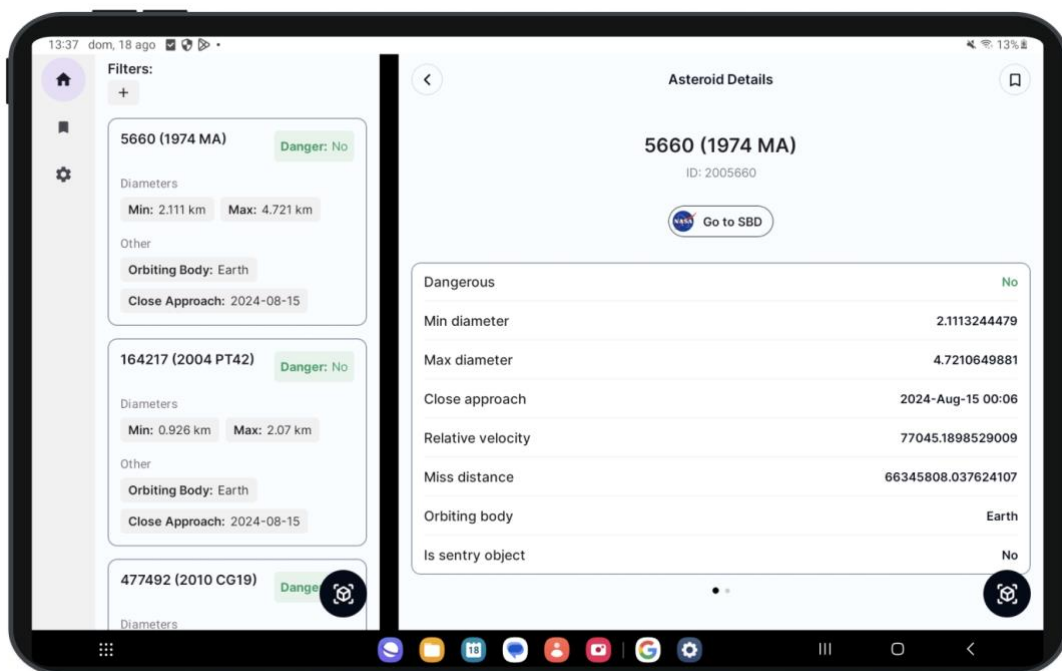 13:37 dom, 18 ago
13%
Filters:
+
5660 (1974 MA)
Danger: No
Diameters
Min: 2.111 km Max: 4.721 km
Other
Orbiting Body: Earth
Close Approach: 2024-08-15
164217 (2004 PT42)
Danger: No
Diameters
Min: 0.926 km Max: 2.07 km
Other
Orbiting Body: Earth
Close Approach: 2024-08-15
477492 (2010 CG19)
Dange
Diameters
Asteroid Details
5660 (1974 MA)
ID: 2005660
NASA Go to SBD
Dangerous No
Min diameter 2.1113244479
Max diameter 4.7210649881
Close approach 2024-Aug-15 00:06
Relative velocity 77045.1898529009
Miss distance 66345808.037624107
Orbiting body Earth
Is sentry object No
18